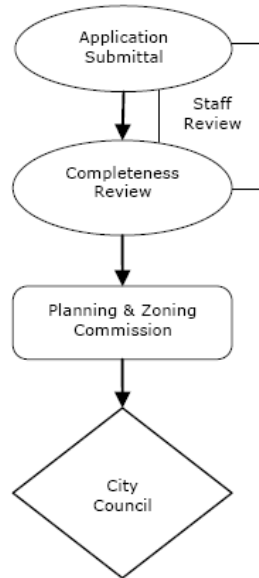 Application
Submittal
Staff
Review
Completeness
Review
Planning & Zoning
Commission
City
Council